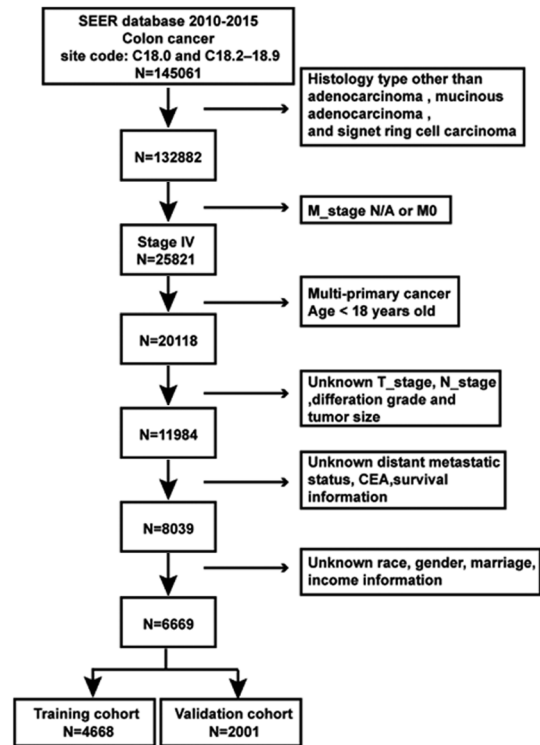 SEER database 2010-2015
Colon cancer
site code: C18.0 and C18.2–18.9
N=145061
Histology type other than
adenocarcinoma , mucinous
adenocarcinoma ,
and signet ring cell carcinoma
N=132882
M_stage N/A or M0
Stage IV
N=25821
Multi-primary cancer
Age < 18 years old
N=20118
Unknown T_stage, N_stage
,differation grade and
tumor size
N=11984
Unknown distant metastatic
status, CEA,survival
information
N=8039
Unknown race, gender, marriage,
income information
N=6669
Training cohort
N=4668
Validation cohort
N=2001